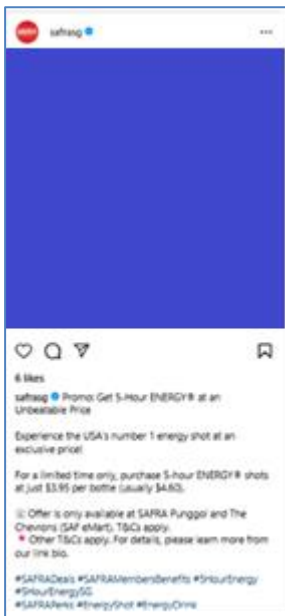 safrasg
6 likes
safrasg Promo: Get 5-Hour ENERGY® at an
Unbeatable Price
Experience the USA's number 1 energy shot at an
exclusive price!
For a limited time only, purchase 5-hour ENERGY® shots
at just $3.95 per bottle (usually $4.60).
Offer is only available at SAFRA Punggol and The
Chevrons (SAF eMart). T&Cs apply.
Other T&Cs apply. For details, please learn more from
our link bio.
#SAFRADeals #SAFRAMembersBenefits #5HourEnergy
#5HourEnergySG
#SAFRAPerks #EnergyShot #EnergyDrink